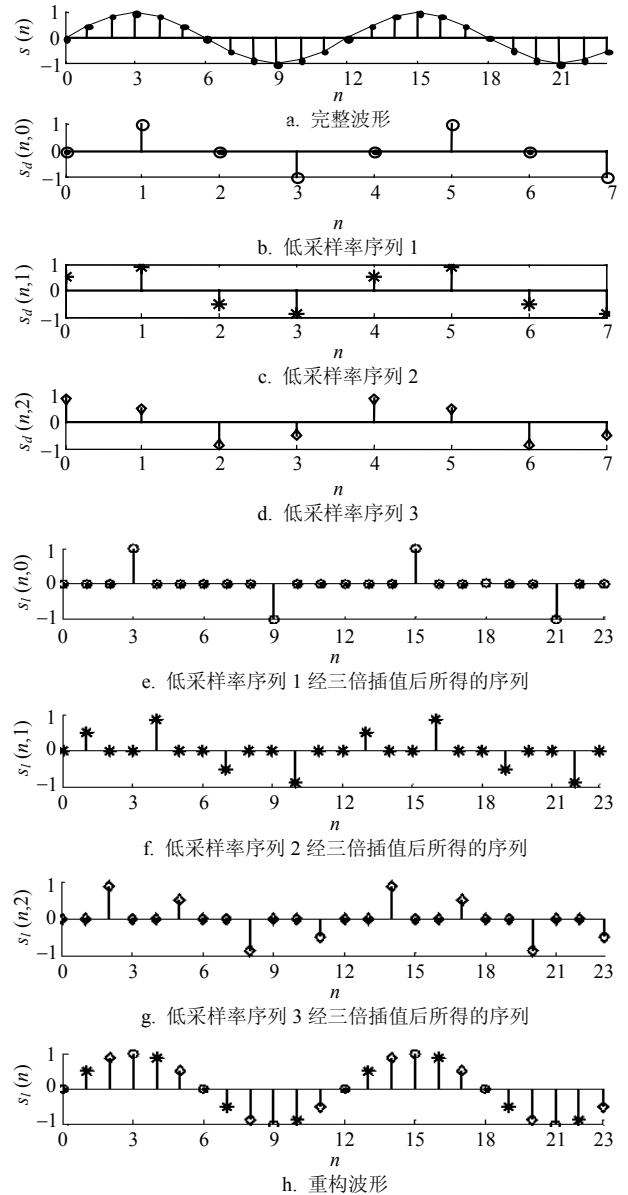 s (n)
1
0
−1
0 3 6 9 12 15 18 21
n
a. 完整波形
s_d (n,0)
1
0
−1
0 1 2 3 4 5 6 7
n
b. 低采样率序列 1
s_d (n,1)
1
0
−1
0 1 2 3 4 5 6 7
n
c. 低采样率序列 2
s_d (n,2)
1
0
−1
0 1 2 3 4 5 6 7
n
d. 低采样率序列 3
s_I (n,0)
1
0
−1
0 3 6 9 12 15 18 21 23
n
e. 低采样率序列 1 经三倍插值后所得的序列
s_I (n,1)
1
0
−1
0 3 6 9 12 15 18 21 23
n
f. 低采样率序列 2 经三倍插值后所得的序列
s_I (n,2)
1
0
−1
0 3 6 9 12 15 18 21 23
n
g. 低采样率序列 3 经三倍插值后所得的序列
s_I (n)
1
0
−1
0 3 6 9 12 15 18 21 23
n
h. 重构波形